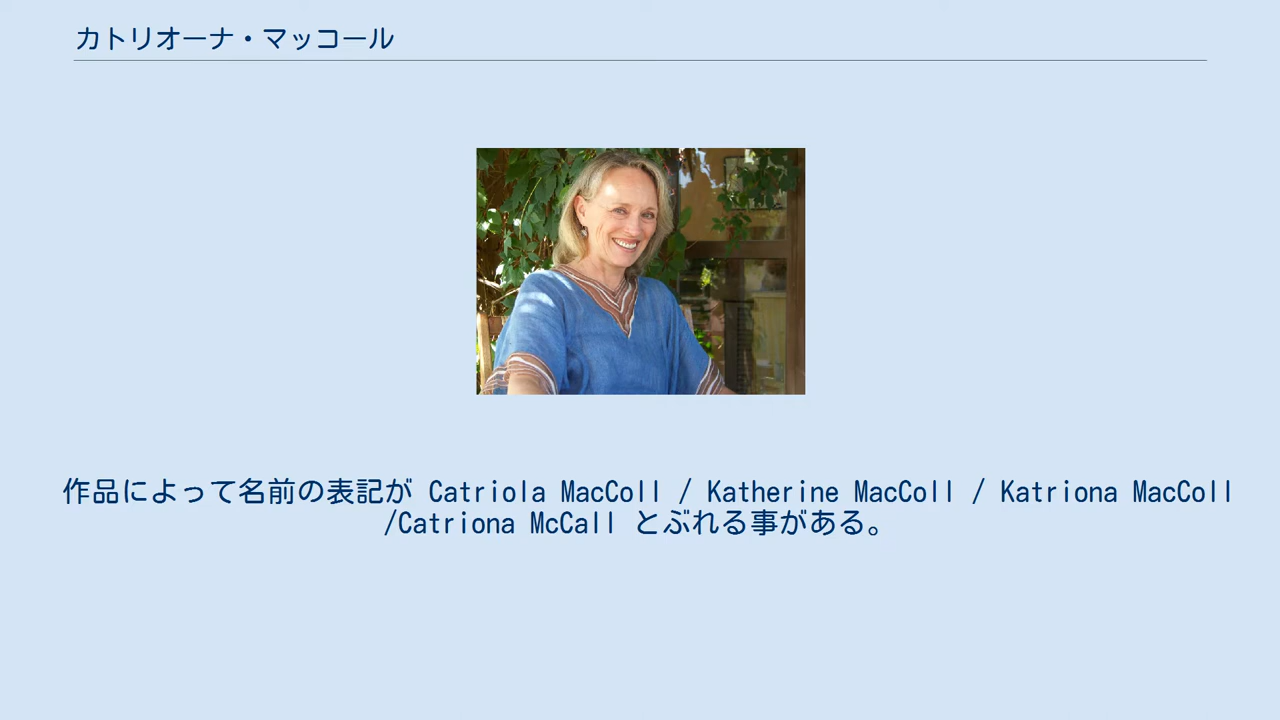 カトリオーナ・マッコール
作品によって名前の表記が Catriola MacColl / Katherine MacColl / Katriona MacColl
/Catriona McCall とぶれる事がある。